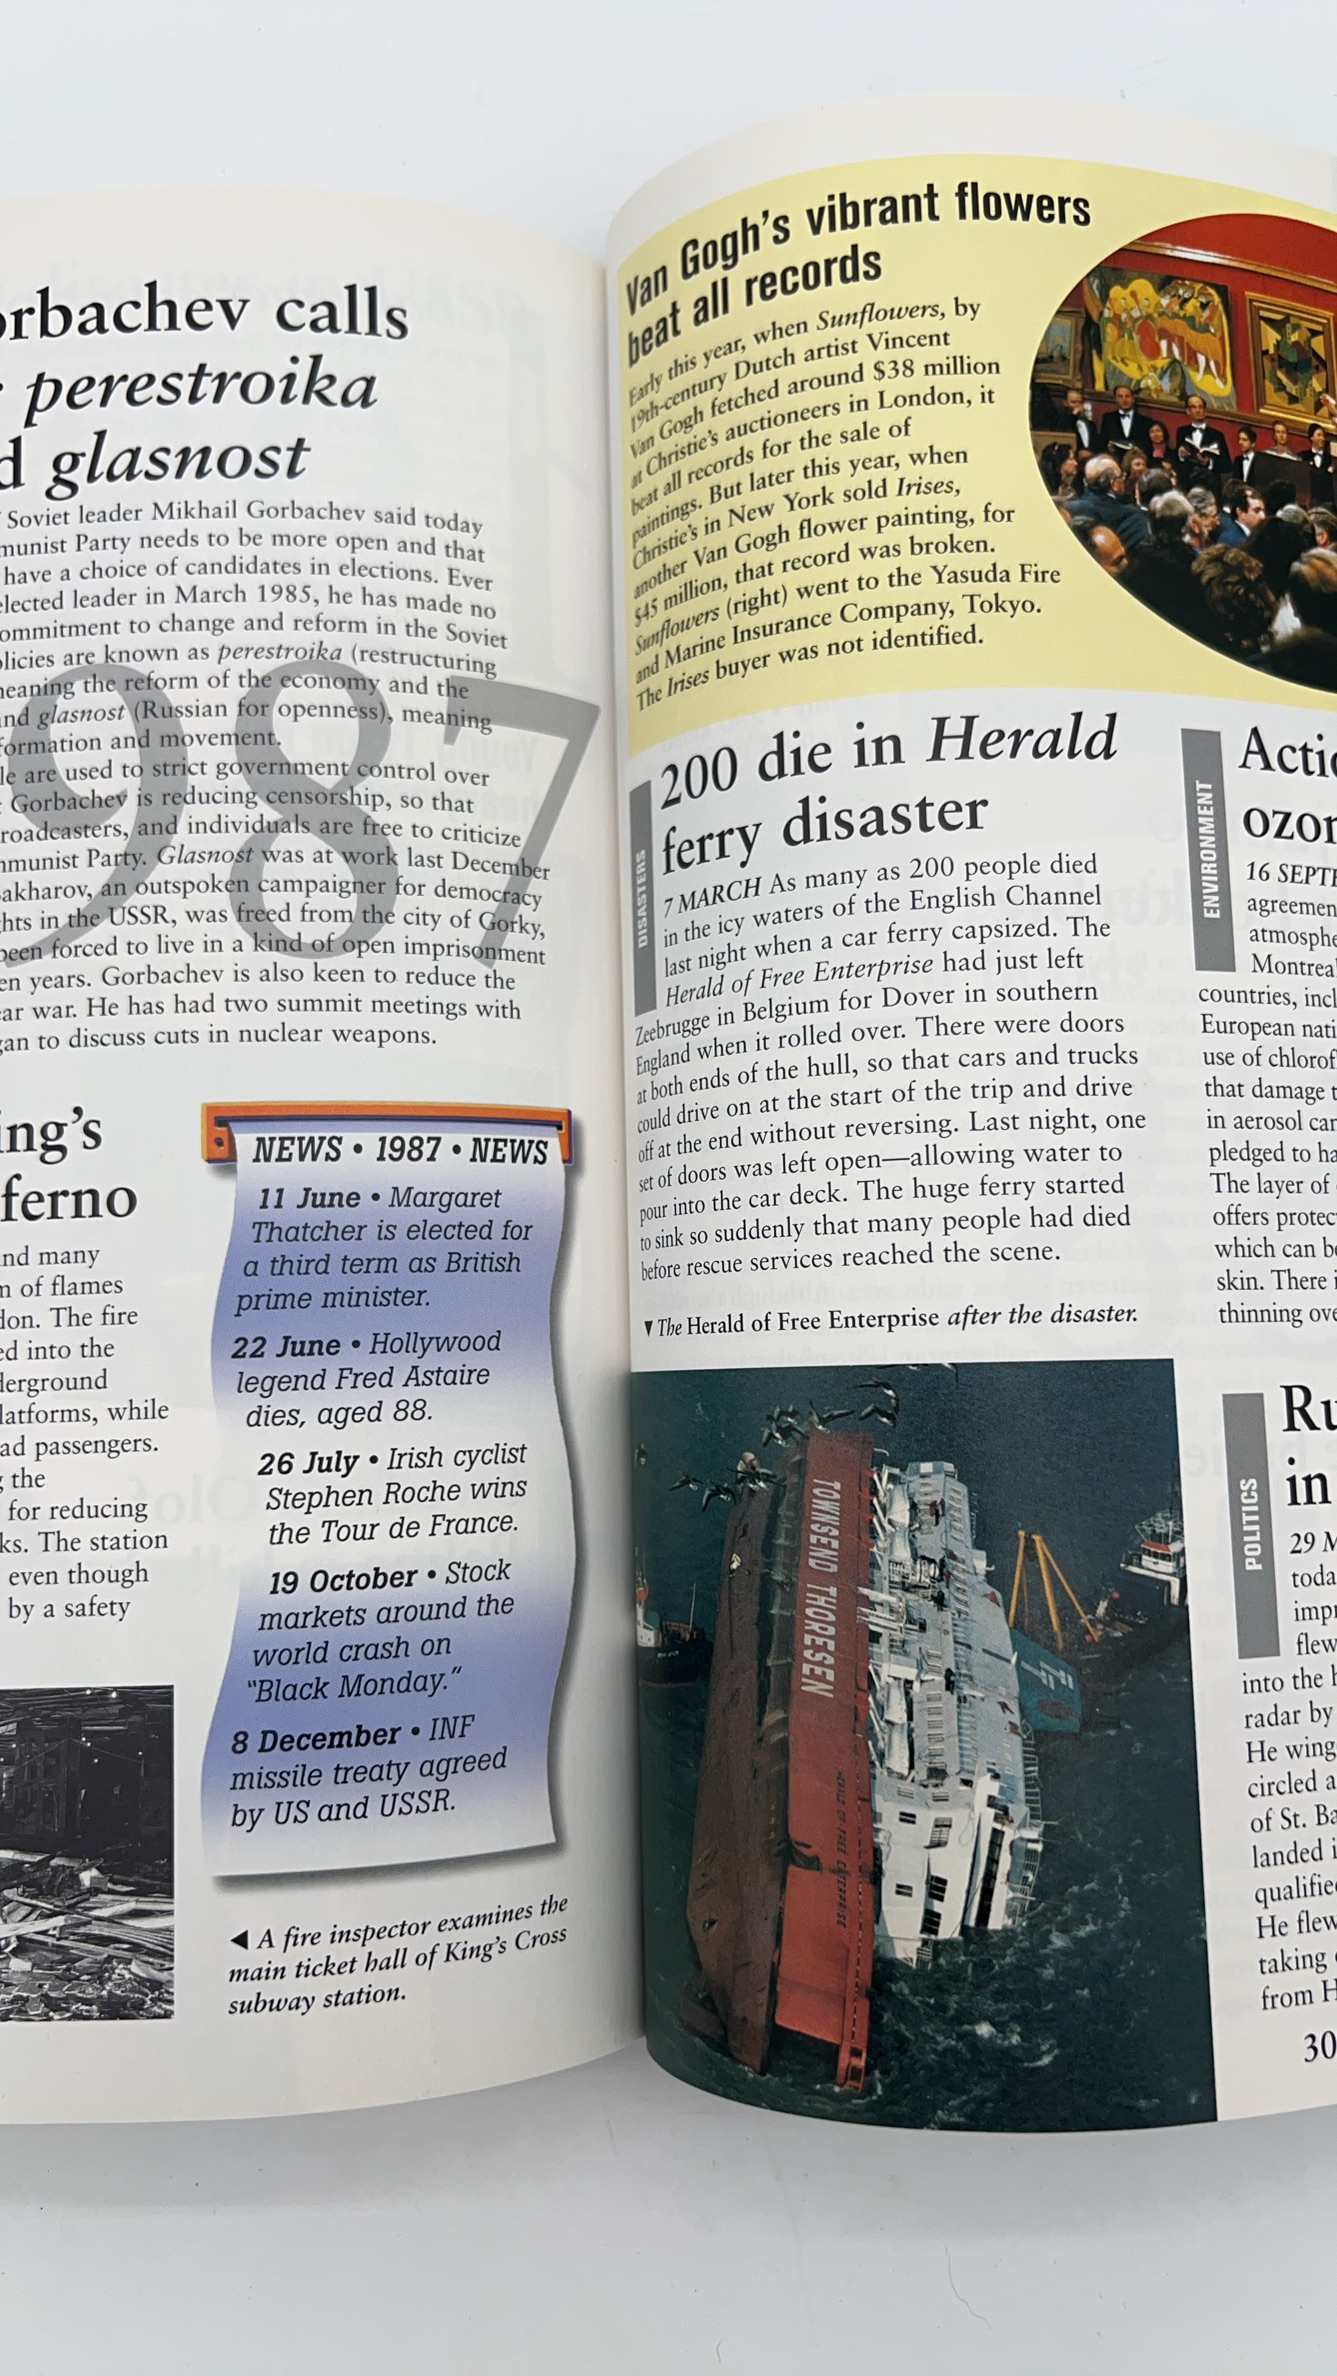 orbachev calls
perestroika
d glasnost
Soviet leader Mikhail Gorbachev said today
munist Party needs to be more open and that
have a choice of candidates in elections. Ever
elected leader in March 1985, he has made no
ommitment to change and reform in the Soviet
olicies are known as perestroika (restructuring
neaning the reform of the economy and the
and glasnost (Russian for openness), meaning
formation and movement.
le are used to strict government control over
Gorbachev is reducing censorship, so that
roadcasters, and individuals are free to criticize
mmunist Party. Glasnost was at work last December
akharov, an outspoken campaigner for democracy
ghts in the USSR, was freed from the city of Gorky,
been forced to live in a kind of open imprisonment
en years. Gorbachev is also keen to reduce the
ear war. He has had two summit meetings with
gan to discuss cuts in nuclear weapons.
987
ing's
ferno
nd many
n of flames
don. The fire
ed into the
derground
latforms, while
ad passengers.
g the
for reducing
ks. The station
even though
by a safety
NEWS • 1987 • NEWS
11 June • Margaret
Thatcher is elected for
a third term as British
prime minister.
22 June • Hollywood
legend Fred Astaire
dies, aged 88.
26 July • Irish cyclist
Stephen Roche wins
the Tour de France.
19 October • Stock
markets around the
world crash on
"Black Monday."
8 December • INF
missile treaty agreed
by US and USSR.
◀ A fire inspector examines the
main ticket hall of King's Cross
subway station.
Van Gogh's vibrant flowers
beat all records
Early this year, when Sunflowers, by
19th-century Dutch artist Vincent
Van Gogh fetched around $38 million
at Christie's auctioneers in London, it
beat all records for the sale of
paintings. But later this year, when
Christie's in New York sold Irises,
another Van Gogh flower painting, for
$45 million, that record was broken.
Sunflowers (right) went to the Yasuda Fire
and Marine Insurance Company, Tokyo.
The Irises buyer was not identified.
DISASTERS
200 die in Herald
ferry disaster
7 MARCH As many as 200 people died
in the icy waters of the English Channel
last night when a car ferry capsized. The
Herald of Free Enterprise had just left
Zeebrugge in Belgium for Dover in southern
England when it rolled over. There were doors
at both ends of the hull, so that cars and trucks
could drive on at the start of the trip and drive
off at the end without reversing. Last night, one
set of doors was left open—allowing water to
pour into the car deck. The huge ferry started
to sink so suddenly that many people had died
before rescue services reached the scene.
▼ The Herald of Free Enterprise after the disaster.
TOWNSEND THORESEN
HERALD OF FREE ENTERPRISE
ENVIRONMENT
Actio
ozor
16 SEPTE
agreemen
atmosphe
Montrea
countries, incl
European nati
use of chlorof
that damage t
in aerosol car
pledged to ha
The layer of
offers protec
which can be
skin. There i
thinning ove
POLITICS
Ru
in
29 M
toda
impr
flew
into the h
radar by
He wing
circled a
of St. Ba
landed i
qualifie
He flew
taking
from H
30